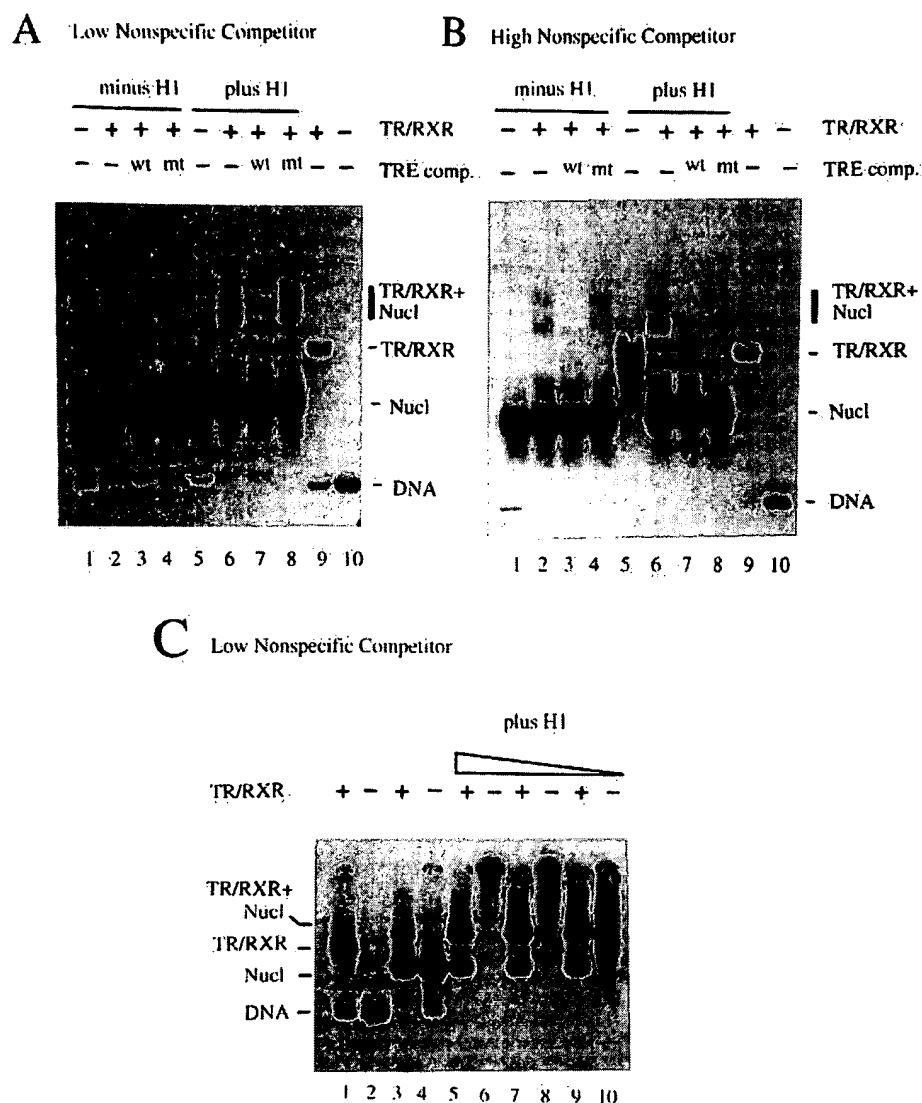 A Low Nonspecific Competitor
minus H1 plus H1
– + + + – + + + + – TR/RXR
– – wt mt – – wt mt – – TRE comp.
TR/RXR+
Nucl
TR/RXR
Nucl
DNA
1 2 3 4 5 6 7 8 9 10
B High Nonspecific Competitor
minus H1 plus H1
– + + + – + + + + – TR/RXR
– – wt mt – – wt mt – – TRE comp.
TR/RXR+
Nucl
TR/RXR
Nucl
DNA
1 2 3 4 5 6 7 8 9 10
C Low Nonspecific Competitor
plus H1
TR/RXR + – + – + – + – + –
TR/RXR+
Nucl
TR/RXR
Nucl
DNA
1 2 3 4 5 6 7 8 9 10